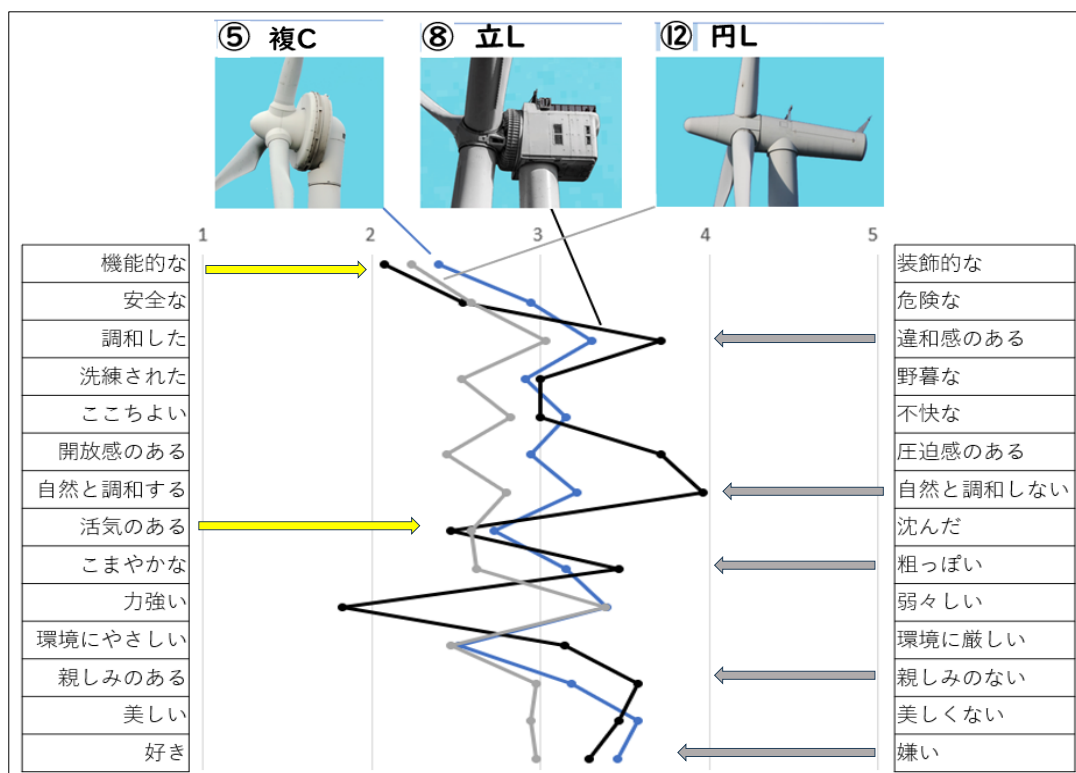 ⑤ 複C
⑧ 立L
⑫ 円L
1 2 3 4 5
機能的な 装飾的な
安全な 危険な
調和した 違和感のある
洗練された 野暮な
ここちよい 不快な
開放感のある 圧迫感のある
自然と調和する 自然と調和しない
活気のある 沈んだ
こまやかな 粗っぽい
力強い 弱々しい
環境にやさしい 環境に厳しい
親しみのある 親しみのない
美しい 美しくない
好き 嫌い